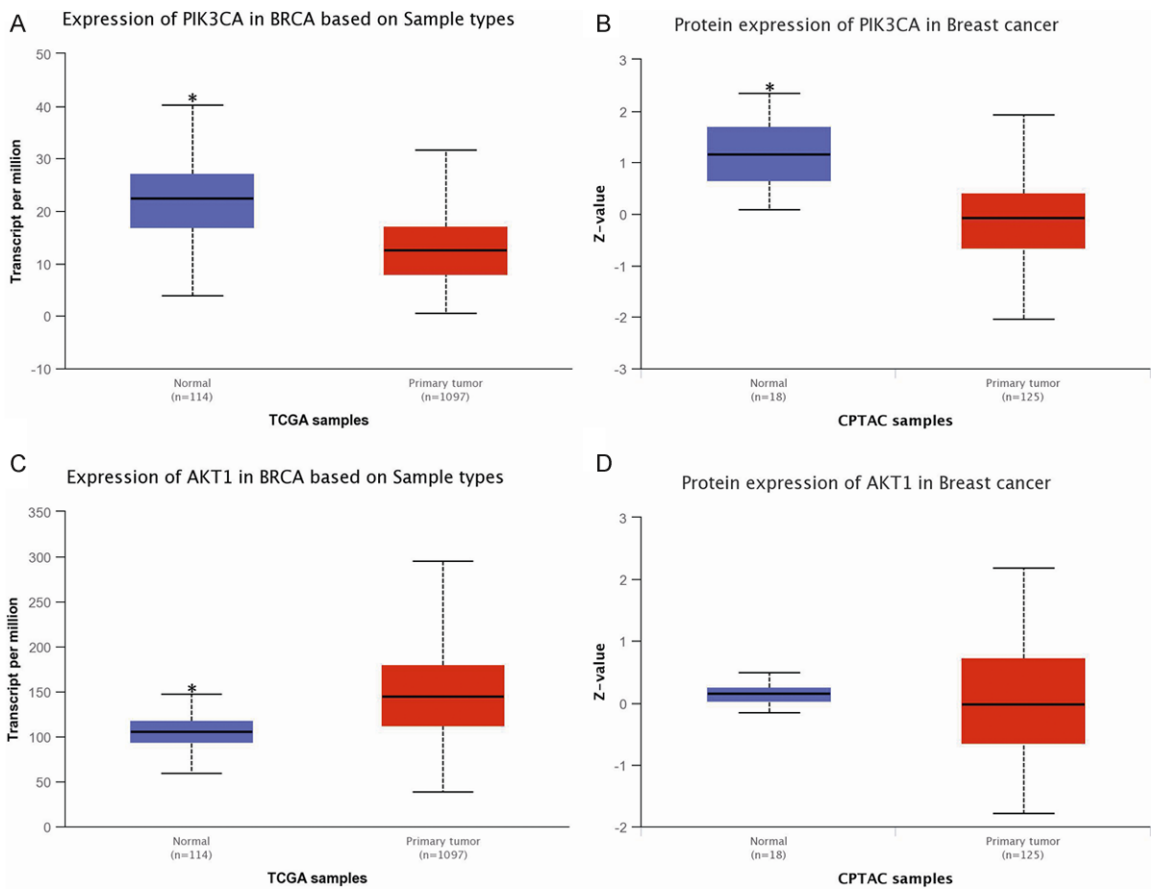 A
Expression of PIK3CA in BRCA based on Sample types
Transcript per million
50
40
30
20
10
0
-10
*
Normal
(n=114)
Primary tumor
(n=1097)
TCGA samples
B
Protein expression of PIK3CA in Breast cancer
Z-value
3
2
1
0
-1
-2
-3
*
Normal
(n=18)
Primary tumor
(n=125)
CPTAC samples
C
Expression of AKT1 in BRCA based on Sample types
Transcript per million
350
300
250
200
150
100
50
0
*
Normal
(n=114)
Primary tumor
(n=1097)
TCGA samples
D
Protein expression of AKT1 in Breast cancer
Z-value
3
2
1
0
-1
-2
Normal
(n=18)
Primary tumor
(n=125)
CPTAC samples